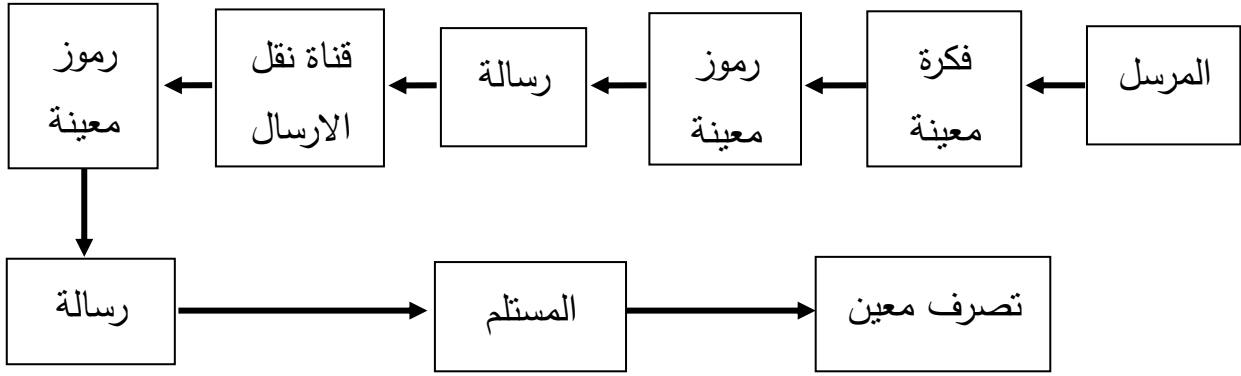 المرسل
فكرة
معينة
رموز
معينة
رسالة
قناة نقل
الارسال
رموز
معينة
رسالة
المستلم
تصرف معين